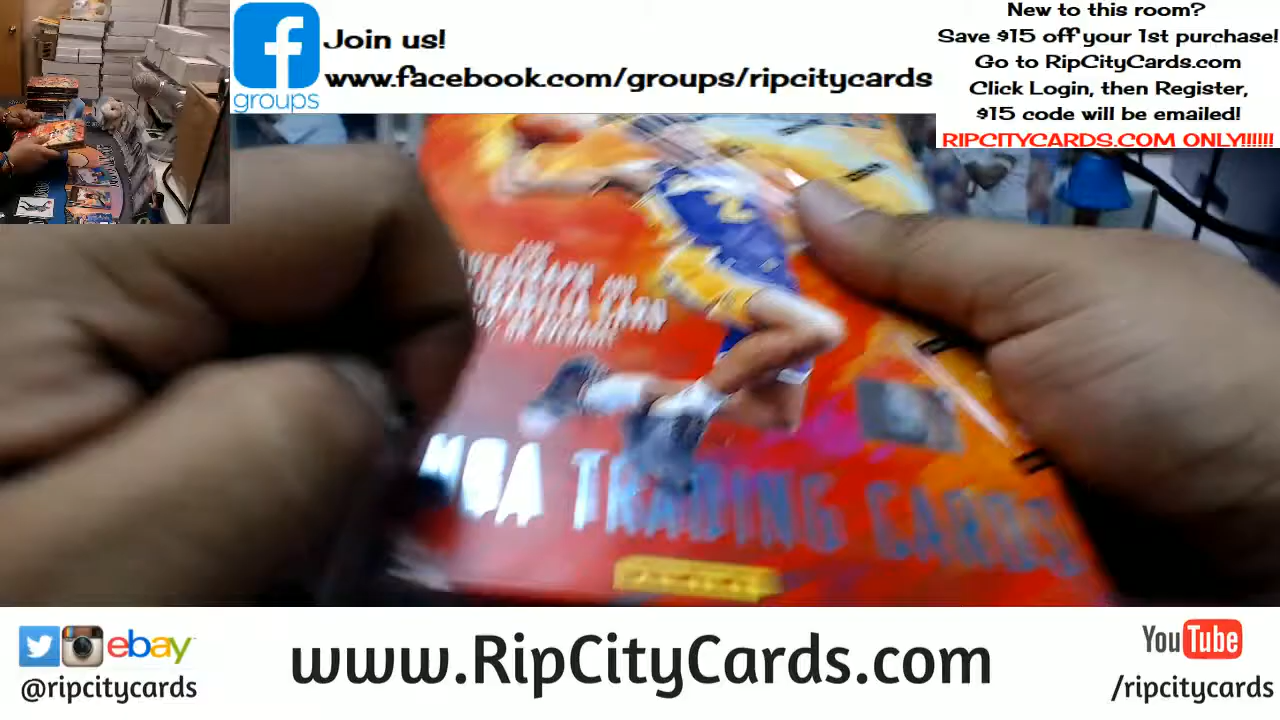 Join us!
www.facebook.com/groups/ripcitycards
groups
New to this room?
Save $15 off your 1st purchase!
Go to RipCityCards.com
Click Login, then Register,
$15 code will be emailed!
RIPCITYCARDS.COM ONLY!!!!!!
NBA TRADING CARDS
PANINI
ebay
@ripcitycards
www.RipCityCards.com
YouTube
/ripcitycards